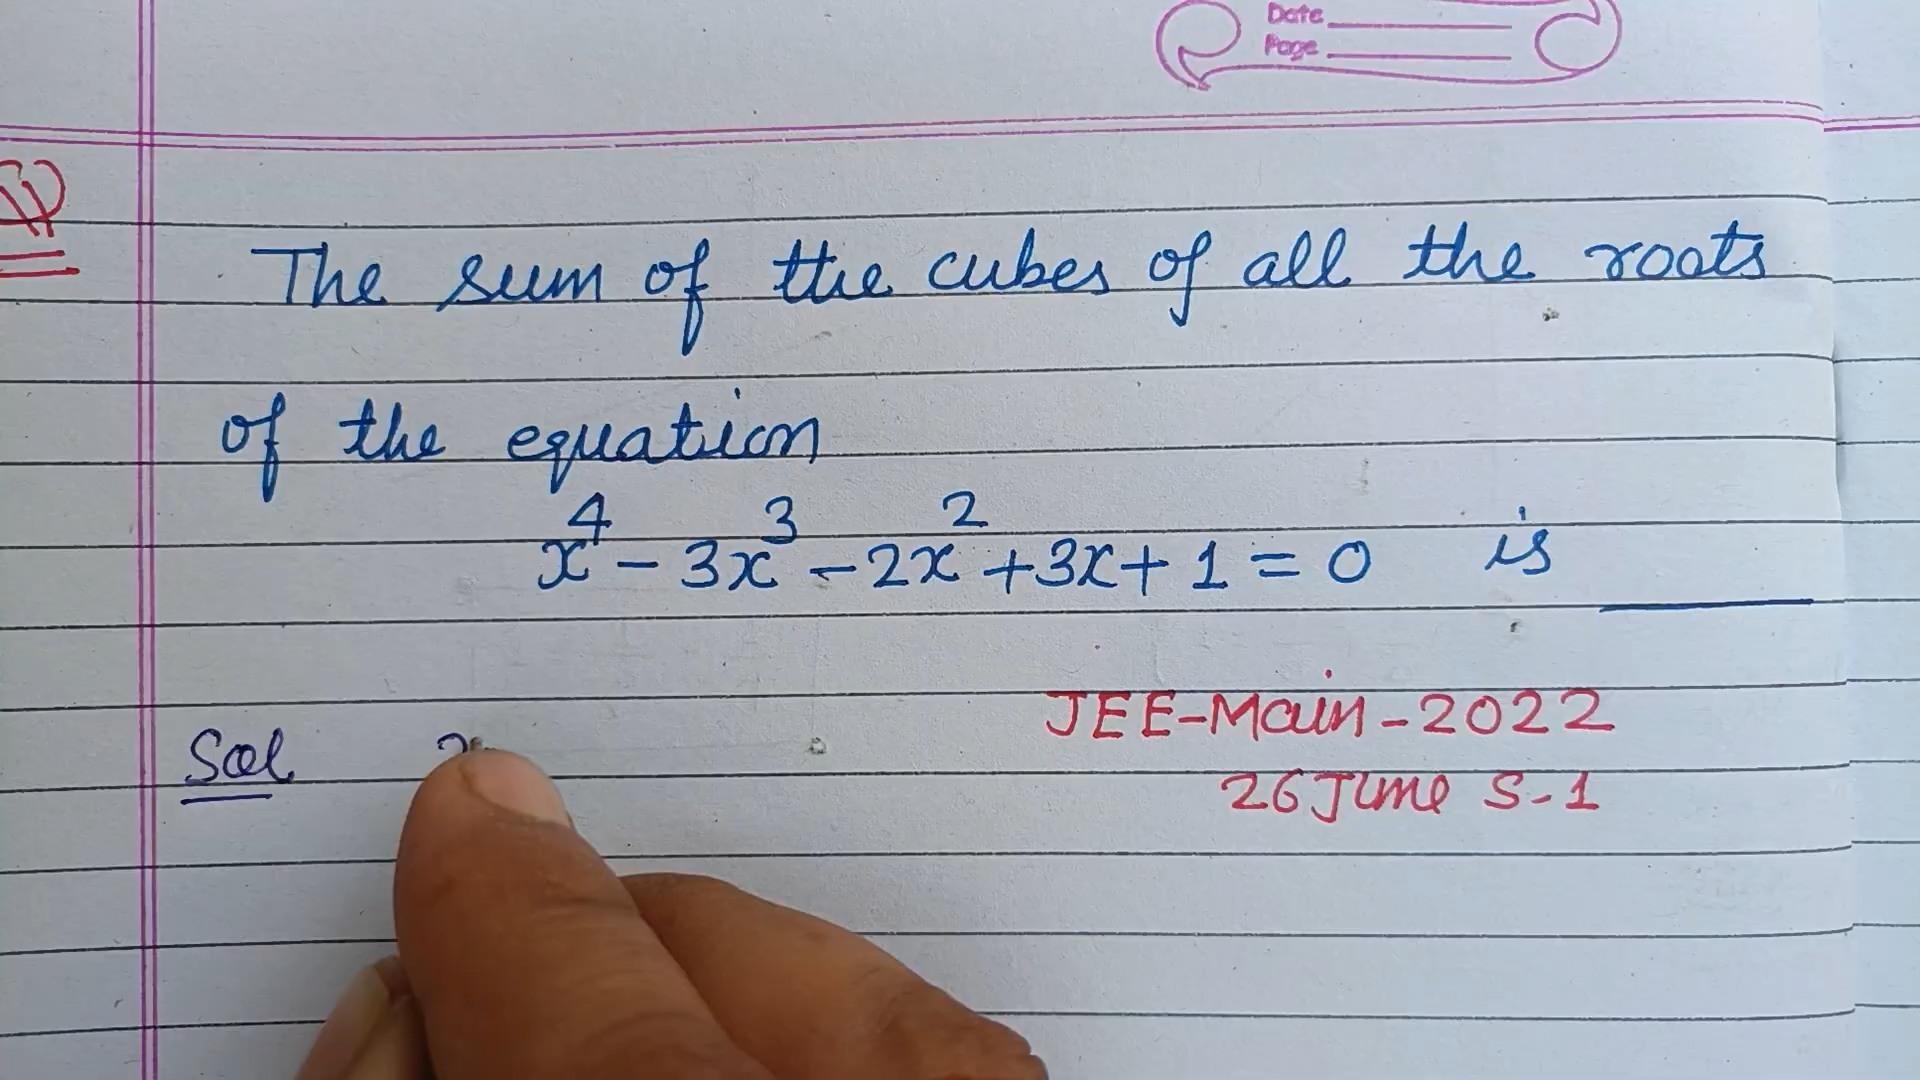 Date
Page
Q
The sum of the cubes of all the roots
of the equation
x⁴ - 3x³ - 2x² + 3x + 1 = 0 is ____
JEE-Main-2022
Sol
26 June S-1